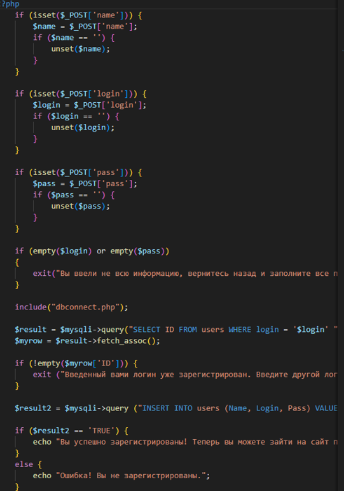 ?php
if (isset($_POST['name'])) {
$name = $_POST['name'];
if ($name == '') {
unset($name);
}
}
if (isset($_POST['login'])) {
$login = $_POST['login'];
if ($login == '') {
unset($login);
}
}
if (isset($_POST['pass'])) {
$pass = $_POST['pass'];
if ($pass == '') {
unset($pass);
}
}
if (empty($login) or empty($pass))
{
exit("Вы ввели не всю информацию, вернитесь назад и заполните все п
}
include("dbconnect.php");
$result = $mysqli->query("SELECT ID FROM users WHERE login = '$login' "
$myrow = $result->fetch_assoc();
if (!empty($myrow['ID'])) {
exit ("Введенный вами логин уже зарегистрирован. Введите другой лог
}
$result2 = $mysqli->query ("INSERT INTO users (Name, Login, Pass) VALUE
if ($result2 == 'TRUE') {
echo "Вы успешно зарегистрированы! Теперь вы можете зайти на сайт п
}
else {
echo "Ошибка! Вы не зарегистрированы.";
}